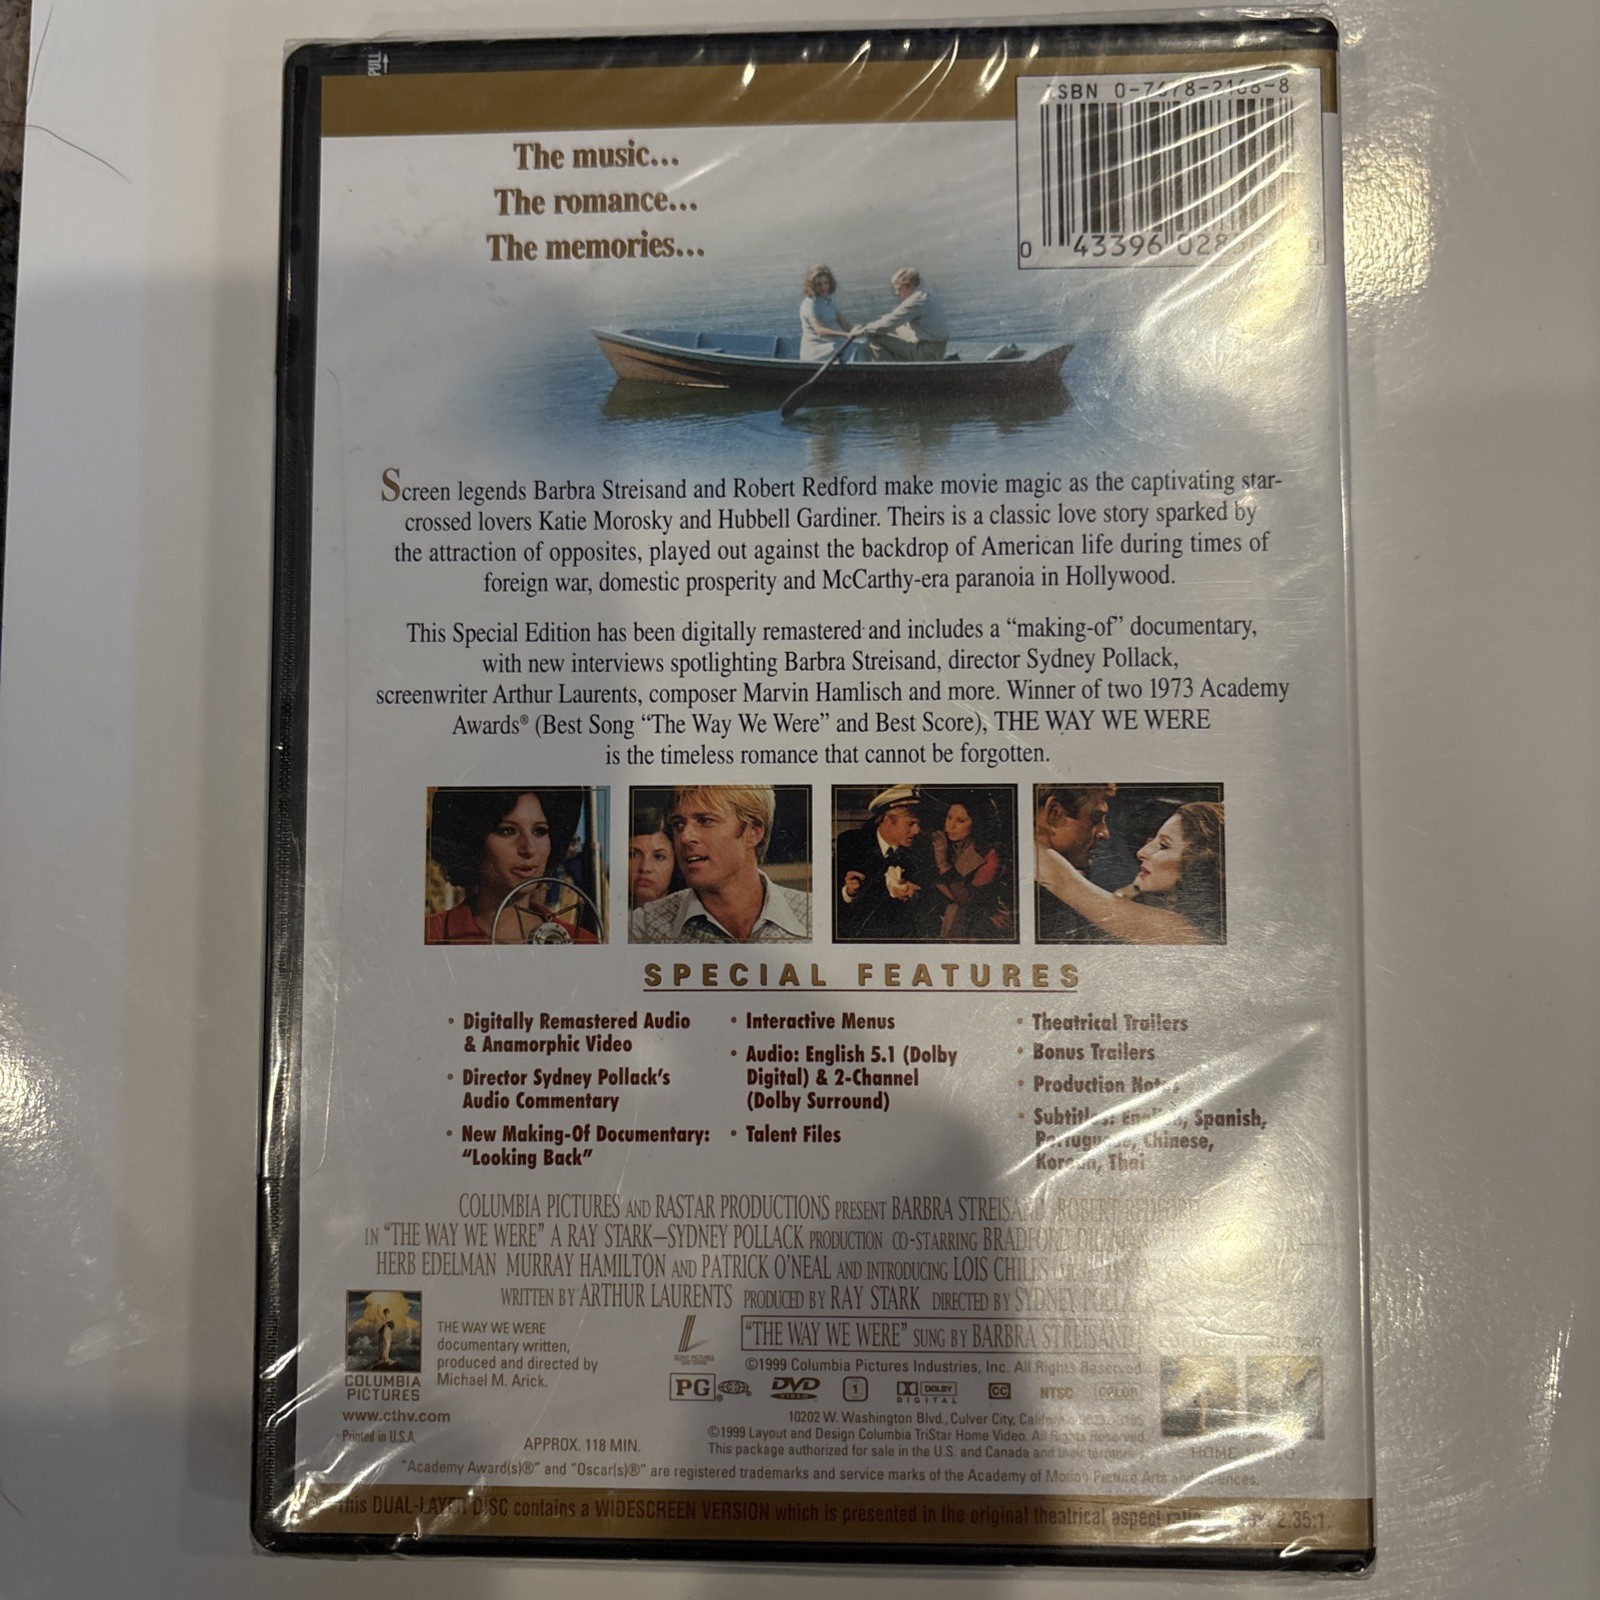 PULL
ISBN 0-7678-2168-8
0 43396 0
The music...
The romance...
The memories...
Screen legends Barbra Streisand and Robert Redford make movie magic as the captivating star-
crossed lovers Katie Morosky and Hubbell Gardiner. Theirs is a classic love story sparked by
the attraction of opposites, played out against the backdrop of American life during times of
foreign war, domestic prosperity and McCarthy-era paranoia in Hollywood.
This Special Edition has been digitally remastered and includes a “making-of” documentary,
with new interviews spotlighting Barbra Streisand, director Sydney Pollack,
screenwriter Arthur Laurents, composer Marvin Hamlisch and more. Winner of two 1973 Academy
Awards® (Best Song “The Way We Were” and Best Score), THE WAY WE WERE
is the timeless romance that cannot be forgotten.
SPECIAL FEATURES
• Digitally Remastered Audio
& Anamorphic Video
• Director Sydney Pollack's
Audio Commentary
• New Making-Of Documentary:
"Looking Back"
• Interactive Menus
• Audio: English 5.1 (Dolby
Digital) & 2-Channel
(Dolby Surround)
• Talent Files
• Theatrical Trailers
• Bonus Trailers
• Production Notes
• Subtitles: English, Spanish,
Portuguese, Chinese,
Korean, Thai
COLUMBIA PICTURES AND RASTAR PRODUCTIONS PRESENT BARBRA STREISAND ROBERT REDFORD
IN “THE WAY WE WERE” A RAY STARK–SYDNEY POLLACK PRODUCTION CO-STARRING BRADFORD DILLMAN
HERB EDELMAN MURRAY HAMILTON AND PATRICK O'NEAL AND INTRODUCING LOIS CHILES
WRITTEN BY ARTHUR LAURENTS PRODUCED BY RAY STARK DIRECTED BY SYDNEY POLLACK
“THE WAY WE WERE” SUNG BY BARBRA STREISAND
THE WAY WE WERE
documentary written,
produced and directed by
Michael M. Arick.
COLUMBIA
PICTURES
www.cthv.com
Printed in U.S.A.
APPROX. 118 MIN.
©1999 Columbia Pictures Industries, Inc. All Rights Reserved.
PG DVD VIDEO 1 DOLBY DIGITAL CC NTSC COLOR
10202 W. Washington Blvd., Culver City, California 90232-3195
©1999 Layout and Design Columbia TriStar Home Video. All Rights Reserved.
This package authorized for sale in the U.S. and Canada and their territories.
HOME VIDEO
"Academy Award(s)®" and "Oscar(s)®" are registered trademarks and service marks of the Academy of Motion Picture Arts and Sciences.
This DUAL-LAYER DISC contains a WIDESCREEN VERSION which is presented in the original theatrical aspect ratio 2.35:1.